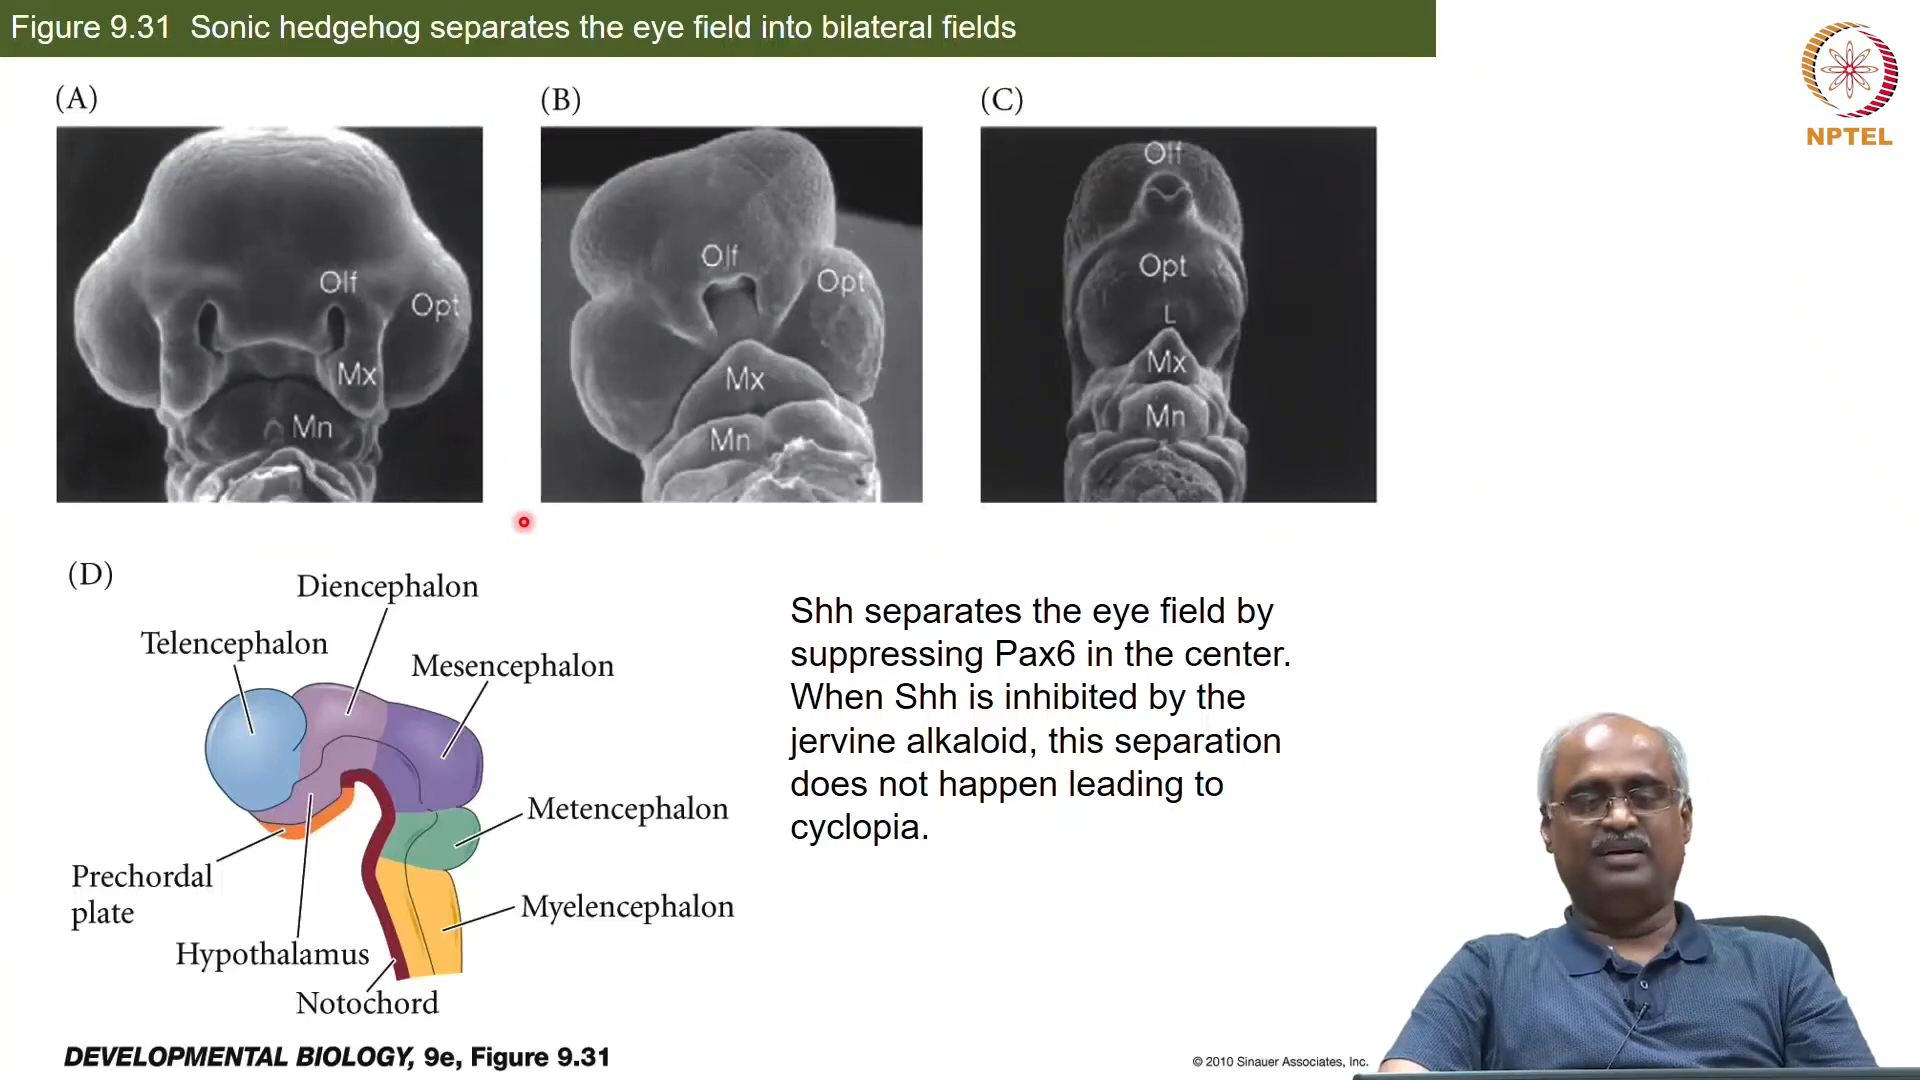 Figure 9.31 Sonic hedgehog separates the eye field into bilateral fields
NPTEL
(A)
(B)
(C)
Olf
Opt
Mx
Mn
Olf
Opt
Mx
Mn
Olf
Opt
L
Mx
Mn
(D)
Diencephalon
Telencephalon
Mesencephalon
Metencephalon
Prechordal
plate
Myelencephalon
Hypothalamus
Notochord
Shh separates the eye field by
suppressing Pax6 in the center.
When Shh is inhibited by the
jervine alkaloid, this separation
does not happen leading to
cyclopia.
DEVELOPMENTAL BIOLOGY, 9e, Figure 9.31
© 2010 Sinauer Associates, Inc.